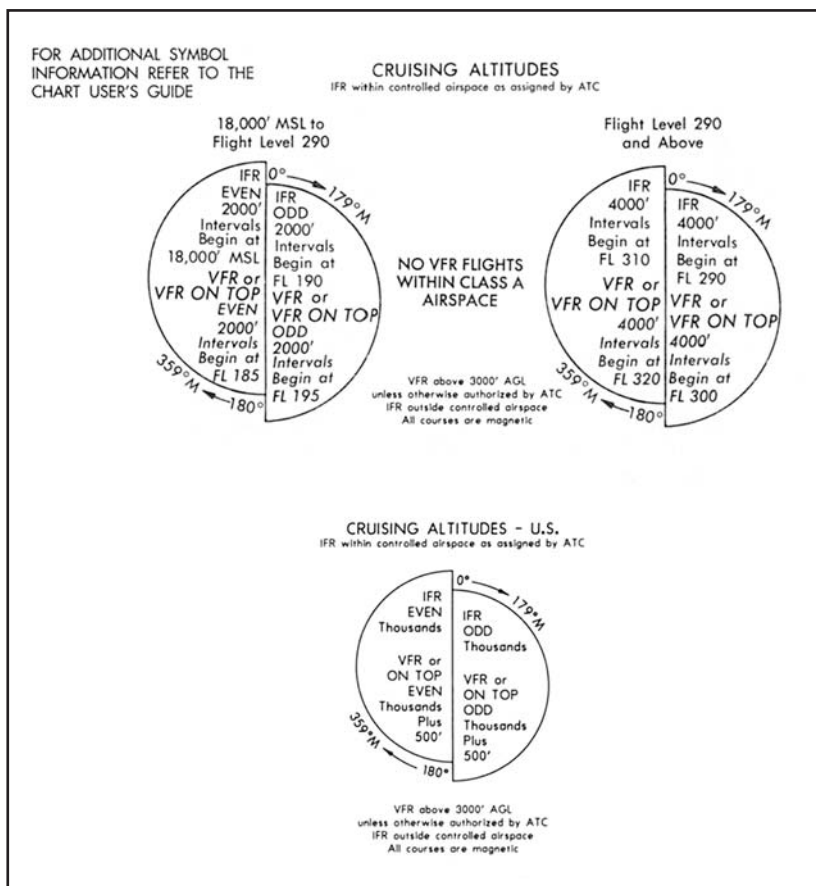 FOR ADDITIONAL SYMBOL
INFORMATION REFER TO THE
CHART USER'S GUIDE
CRUISING ALTITUDES
IFR within controlled airspace as assigned by ATC
18,000' MSL to
Flight Level 290
IFR
EVEN
2000'
Intervals
Begin at
18,000' MSL
VFR or
VFR ON TOP
EVEN
2000'
Intervals
Begin at
FL 185
0°
179°M
IFR
ODD
2000'
Intervals
Begin at
FL 190
VFR or
VFR ON TOP
ODD
2000'
Intervals
Begin at
FL 195
180°
359°M
NO VFR FLIGHTS
WITHIN CLASS A
AIRSPACE
VFR above 3000' AGL
unless otherwise authorized by ATC
IFR outside controlled airspace
All courses are magnetic
Flight Level 290
and Above
IFR
4000'
Intervals
Begin at
FL 310
VFR or
VFR ON TOP
4000'
Intervals
Begin at
FL 320
0°
179°M
IFR
4000'
Intervals
Begin at
FL 290
VFR or
VFR ON TOP
4000'
Intervals
Begin at
FL 300
180°
359°M
CRUISING ALTITUDES - U.S.
IFR within controlled airspace as assigned by ATC
IFR
EVEN
Thousands
VFR or
ON TOP
EVEN
Thousands
Plus
500'
0°
179°M
IFR
ODD
Thousands
VFR or
ON TOP
ODD
Thousands
Plus
500'
180°
359°M
VFR above 3000' AGL
unless otherwise authorized by ATC
IFR outside controlled airspace
All courses are magnetic